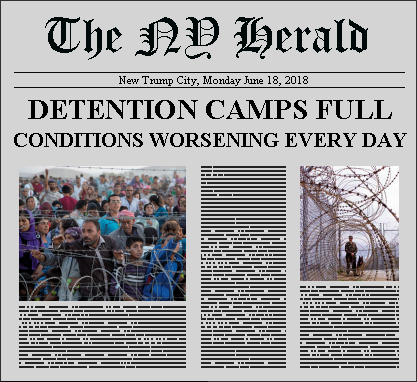 The NY Herald
New Trump City, Monday June 18, 2018
DETENTION CAMPS FULL
CONDITIONS WORSENING EVERY DAY